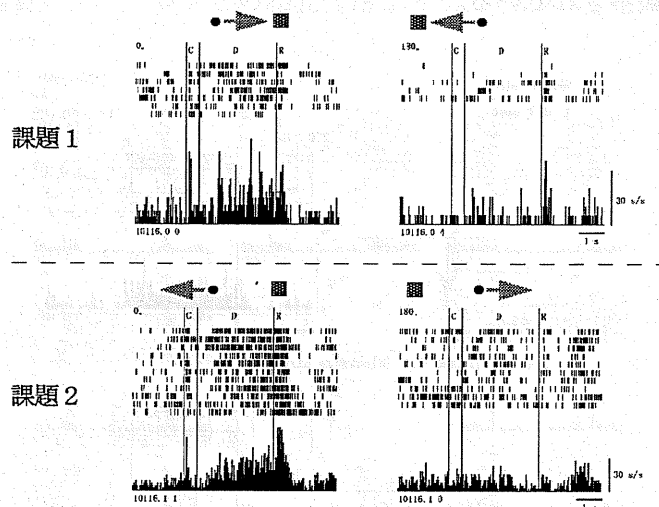 0. C D R
180. C D R
課題1
30 s/s
10116.0 0
10116.0 4
1 s
0. C D R
180. C D R
課題2
30 s/s
10116.1 1
10116.1 0